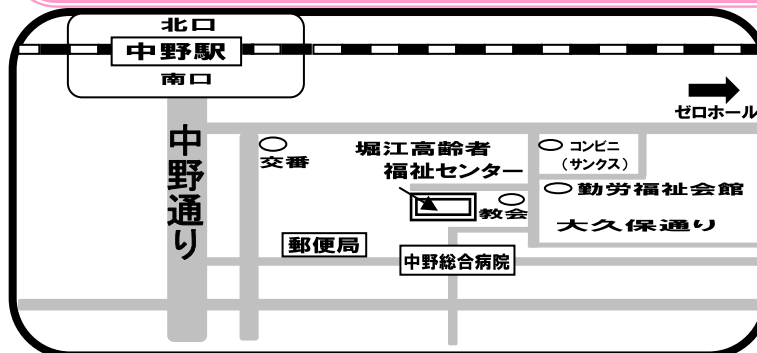 北口
中野駅
南口
ゼロホール
中野通り
交番
堀江高齢者
福祉センター
コンビニ
(サンクス)
勤労福祉会館
教会
大久保通り
郵便局
中野総合病院